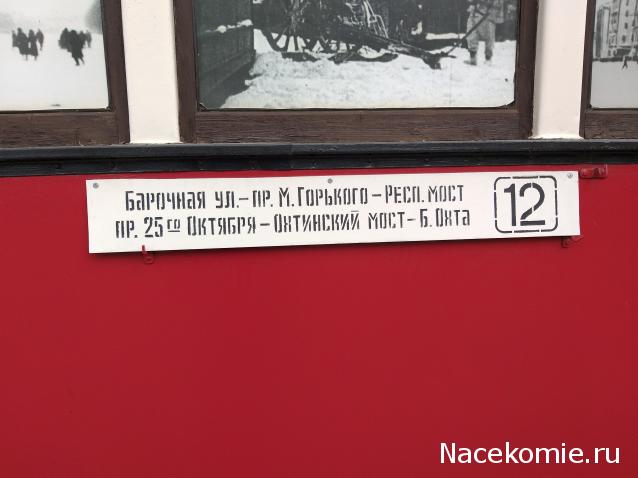 Барочная ул.-пр. М. Горького-Респ. мост
пр. 25го Октября-Охтинский мост-Б. Охта
12
Nacekomie.ru